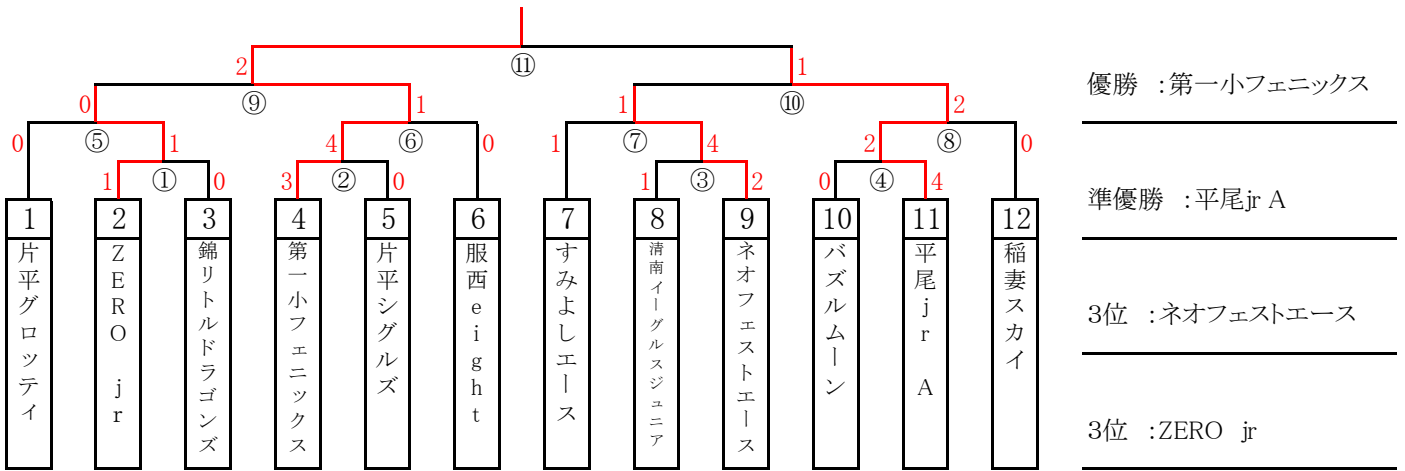 ⑪
2 1
⑨ ⑩
0 1 1 2
⑤ ⑥ ⑦ ⑧
0 1 4 0 1 4 2 0
① ② ③ ④
1 0 3 0 1 2 0 4
1 2 3 4 5 6 7 8 9 10 11 12
片平グロッティ
ZERO jr
錦リトルドラゴンズ
第一小フェニックス
片平シグルズ
服西eight
すみよしエース
清南イーグルスジュニア
ネオフェストエース
バズルムーン
平尾jr A
稲妻スカイ
優勝 :第一小フェニックス
準優勝 :平尾jr A
3位 :ネオフェストエース
3位 :ZERO jr